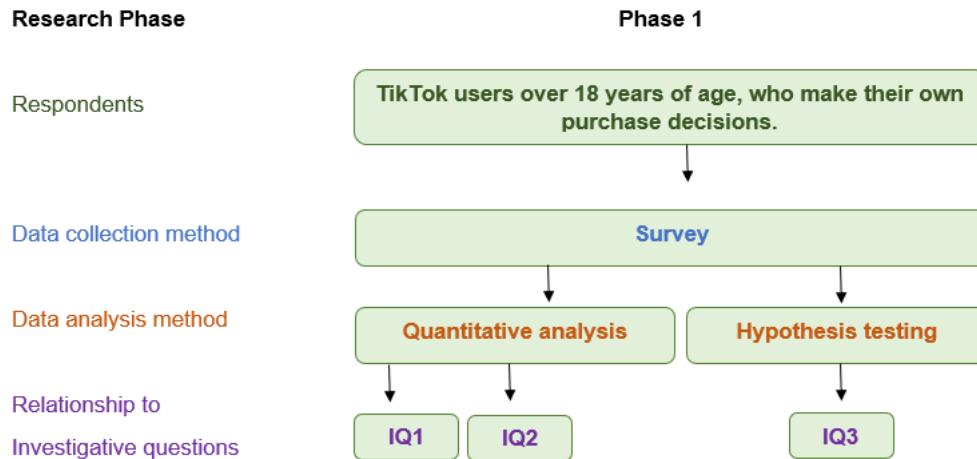 Research Phase
Phase 1
Respondents
TikTok users over 18 years of age, who make their own
purchase decisions.
Data collection method
Survey
Data analysis method
Quantitative analysis
Hypothesis testing
Relationship to
Investigative questions
IQ1
IQ2
IQ3